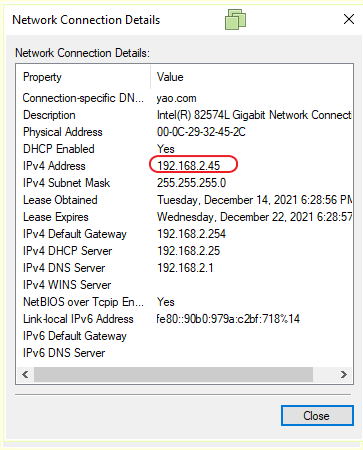 Network Connection Details
Network Connection Details:
Property Value
Connection-specific DN... yao.com
Description Intel(R) 82574L Gigabit Network Connect
Physical Address 00-0C-29-32-45-2C
DHCP Enabled Yes
IPv4 Address 192.168.2.45
IPv4 Subnet Mask 255.255.255.0
Lease Obtained Tuesday, December 14, 2021 6:28:56 PM
Lease Expires Wednesday, December 22, 2021 6:28:57
IPv4 Default Gateway 192.168.2.254
IPv4 DHCP Server 192.168.2.25
IPv4 DNS Server 192.168.2.1
IPv4 WINS Server
NetBIOS over Tcpip En... Yes
Link-local IPv6 Address fe80::90b0:979a:c2bf:718%14
IPv6 Default Gateway
IPv6 DNS Server
Close